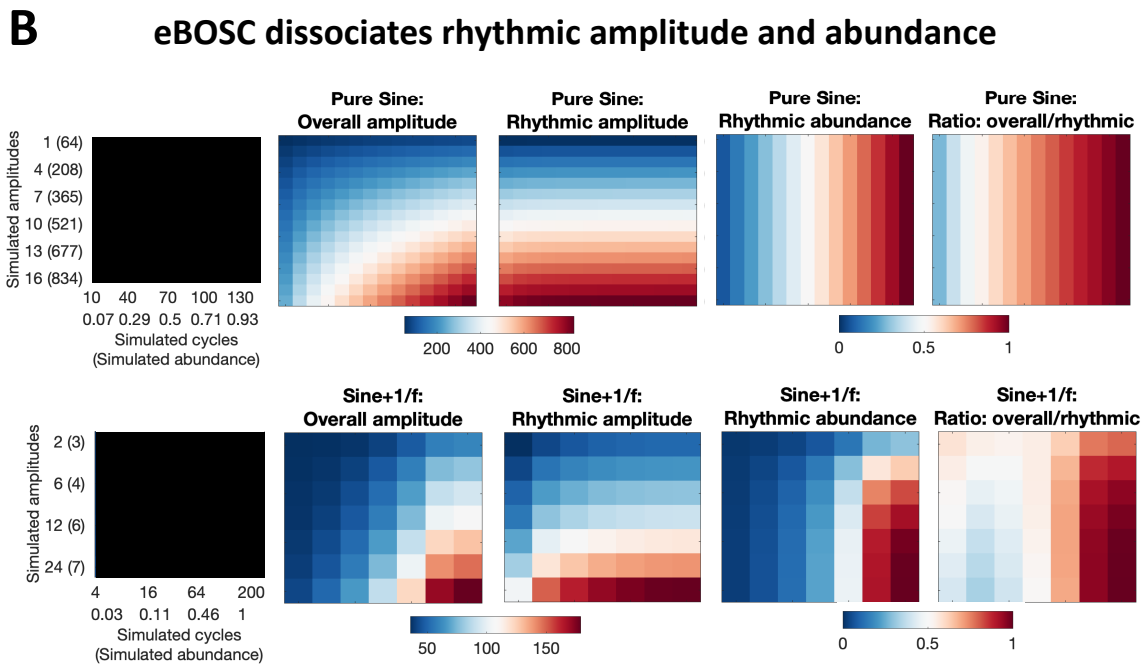 B
eBOSC dissociates rhythmic amplitude and abundance
Pure Sine:
Overall amplitude
Pure Sine:
Rhythmic amplitude
Pure Sine:
Rhythmic abundance
Pure Sine:
Ratio: overall/rhythmic
Simulated amplitudes
1 (64)
4 (208)
7 (365)
10 (521)
13 (677)
16 (834)
10 40 70 100 130
0.07 0.29 0.5 0.71 0.93
Simulated cycles
(Simulated abundance)
200 400 600 800
0 0.5 1
Sine+1/f:
Overall amplitude
Sine+1/f:
Rhythmic amplitude
Sine+1/f:
Rhythmic abundance
Sine+1/f:
Ratio: overall/rhythmic
Simulated amplitudes
2 (3)
6 (4)
12 (6)
24 (7)
4 16 64 200
0.03 0.11 0.46 1
Simulated cycles
(Simulated abundance)
50 100 150
0 0.5 1